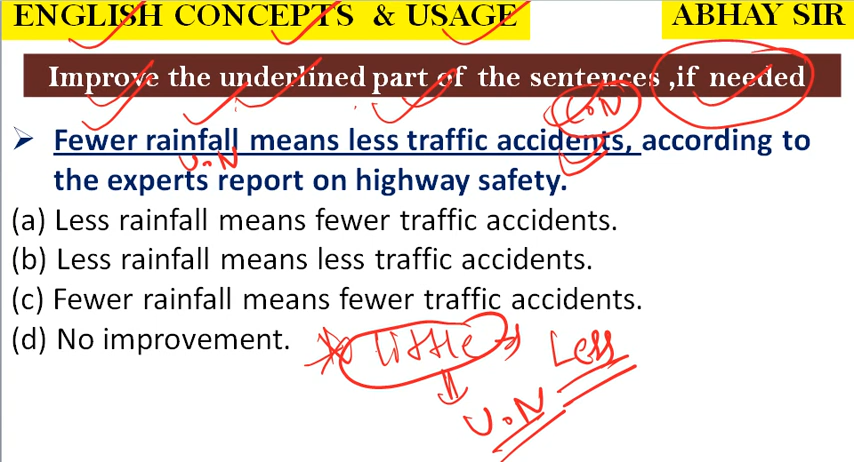 ENGLISH CONCEPTS & USAGE
ABHAY SIR
Improve the underlined part of the sentences ,if needed
C.N
➤ Fewer rainfall means less traffic accidents, according to
U.N
the experts report on highway safety.
(a) Less rainfall means fewer traffic accidents.
(b) Less rainfall means less traffic accidents.
(c) Fewer rainfall means fewer traffic accidents.
(d) No improvement.
Little → Less
U.N